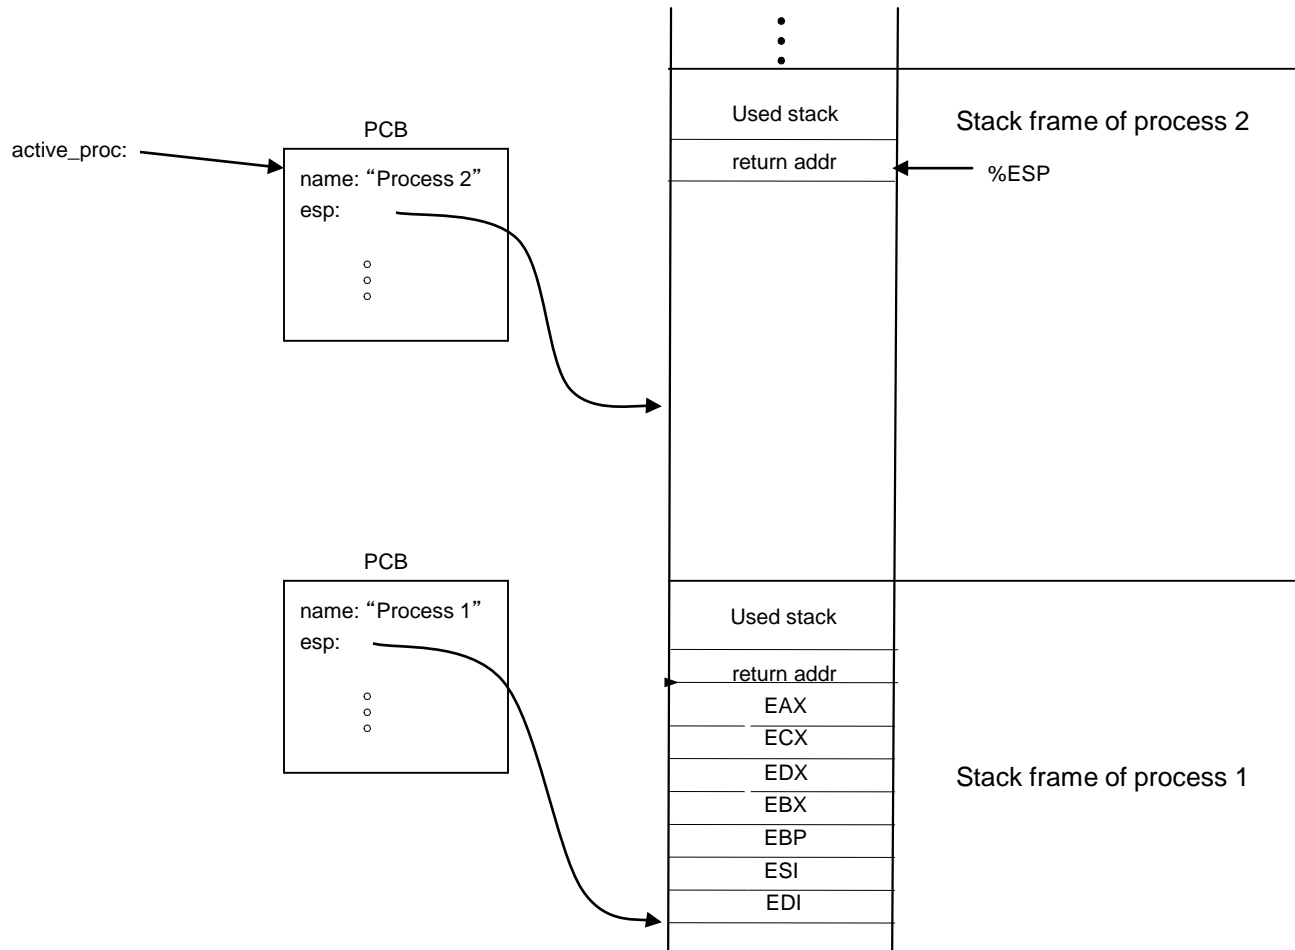 Used stack
Stack frame of process 2
PCB
active_proc:
return addr
%ESP
name: “Process 2”
esp:
PCB
name: “Process 1”
esp:
Used stack
return addr
EAX
ECX
EDX
Stack frame of process 1
EBX
EBP
ESI
EDI